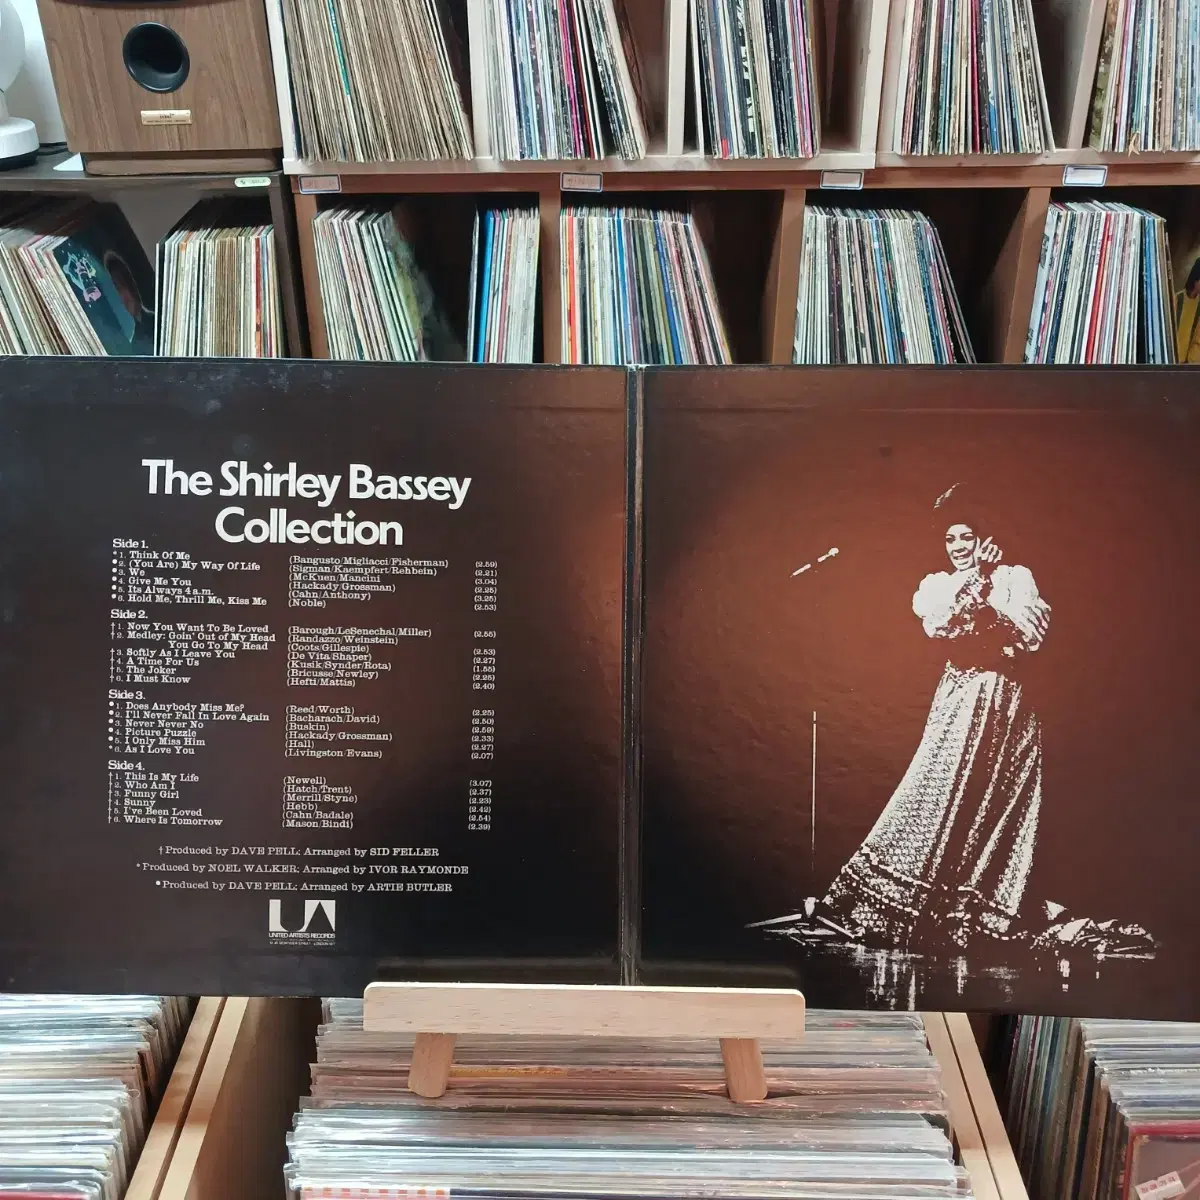 The Shirley Bassey
Collection
Side 1.
* 1. Think Of Me (Bangusto/Migliacci/Fisherman) (2.59)
• 2. (You Are) My Way Of Life (Sigman/Kaempfert/Rehbein) (2.21)
• 3. We (McKuen/Mancini (3.04)
• 4. Give Me You (Hackady/Grossman) (2.25)
• 5. Its Always 4 a.m. (Cahn/Anthony) (3.25)
• 6. Hold Me, Thrill Me, Kiss Me (Noble) (2.53)
Side 2.
† 1. Now You Want To Be Loved (Barough/LeSenechal/Miller) (2.55)
† 2. Medley: Goin' Out of My Head (Randazzo/Weinstein)
You Go To My Head (Coots/Gillespie) (2.53)
† 3. Softly As I Leave You (De Vita/Shaper) (2.27)
† 4. A Time For Us (Kusik/Synder/Rota) (1.55)
† 5. The Joker (Bricusse/Newley) (2.25)
† 6. I Must Know (Hefti/Mattis) (2.40)
Side 3.
• 1. Does Anybody Miss Me? (Reed/Worth) (2.25)
• 2. I'll Never Fall In Love Again (Bacharach/David) (2.50)
• 3. Never Never No (Buskin) (2.59)
• 4. Picture Puzzle (Hackady/Grossman) (2.33)
• 5. I Only Miss Him (Hall) (2.27)
* 6. As I Love You (Livingston/Evans) (2.07)
Side 4.
† 1. This Is My Life (Newell) (3.07)
† 2. Who Am I (Hatch/Trent) (2.37)
† 3. Funny Girl (Merrill/Styne) (2.23)
† 4. Sunny (Hebb) (2.42)
† 5. I've Been Loved (Cahn/Badale) (2.54)
† 6. Where Is Tomorrow (Mason/Bindi) (2.39)
† Produced by DAVE PELL: Arranged by SID FELLER
* Produced by NOEL WALKER: Arranged by IVOR RAYMONDE
• Produced by DAVE PELL: Arranged by ARTIE BUTLER
UA
UNITED ARTISTS RECORDS